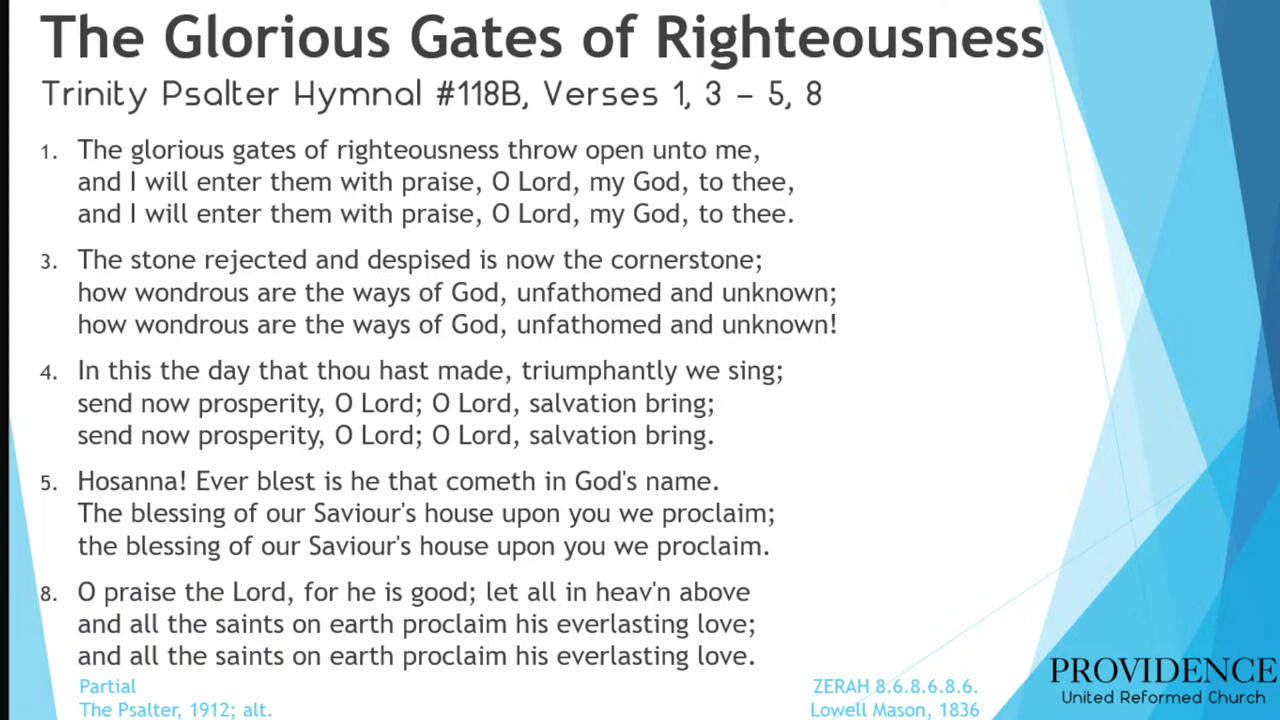 The Glorious Gates of Righteousness
Trinity Psalter Hymnal #118B, Verses 1, 3 – 5, 8
1. The glorious gates of righteousness throw open unto me,
and I will enter them with praise, O Lord, my God, to thee,
and I will enter them with praise, O Lord, my God, to thee.
3. The stone rejected and despised is now the cornerstone;
how wondrous are the ways of God, unfathomed and unknown;
how wondrous are the ways of God, unfathomed and unknown!
4. In this the day that thou hast made, triumphantly we sing;
send now prosperity, O Lord; O Lord, salvation bring;
send now prosperity, O Lord; O Lord, salvation bring.
5. Hosanna! Ever blest is he that cometh in God's name.
The blessing of our Saviour's house upon you we proclaim;
the blessing of our Saviour's house upon you we proclaim.
8. O praise the Lord, for he is good; let all in heav'n above
and all the saints on earth proclaim his everlasting love;
and all the saints on earth proclaim his everlasting love.
Partial
The Psalter, 1912; alt.
ZERAH 8.6.8.6.8.6.
Lowell Mason, 1836
PROVIDENCE
United Reformed Church